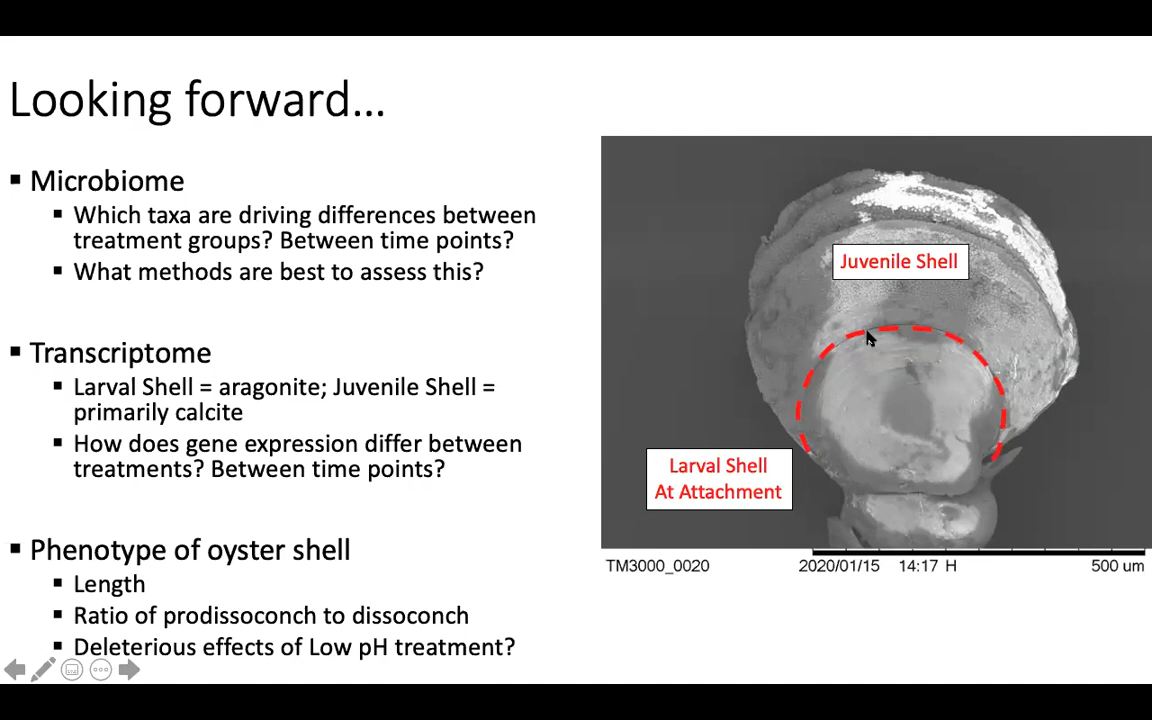 Looking forward...
▪ Microbiome
▪ Which taxa are driving differences between
treatment groups? Between time points?
▪ What methods are best to assess this?
▪ Transcriptome
▪ Larval Shell = aragonite; Juvenile Shell =
primarily calcite
▪ How does gene expression differ between
treatments? Between time points?
▪ Phenotype of oyster shell
▪ Length
▪ Ratio of prodissoconch to dissoconch
▪ Deleterious effects of Low pH treatment?
Juvenile Shell
Larval Shell
At Attachment
TM3000_0020 2020/01/15 14:17 H 500 um